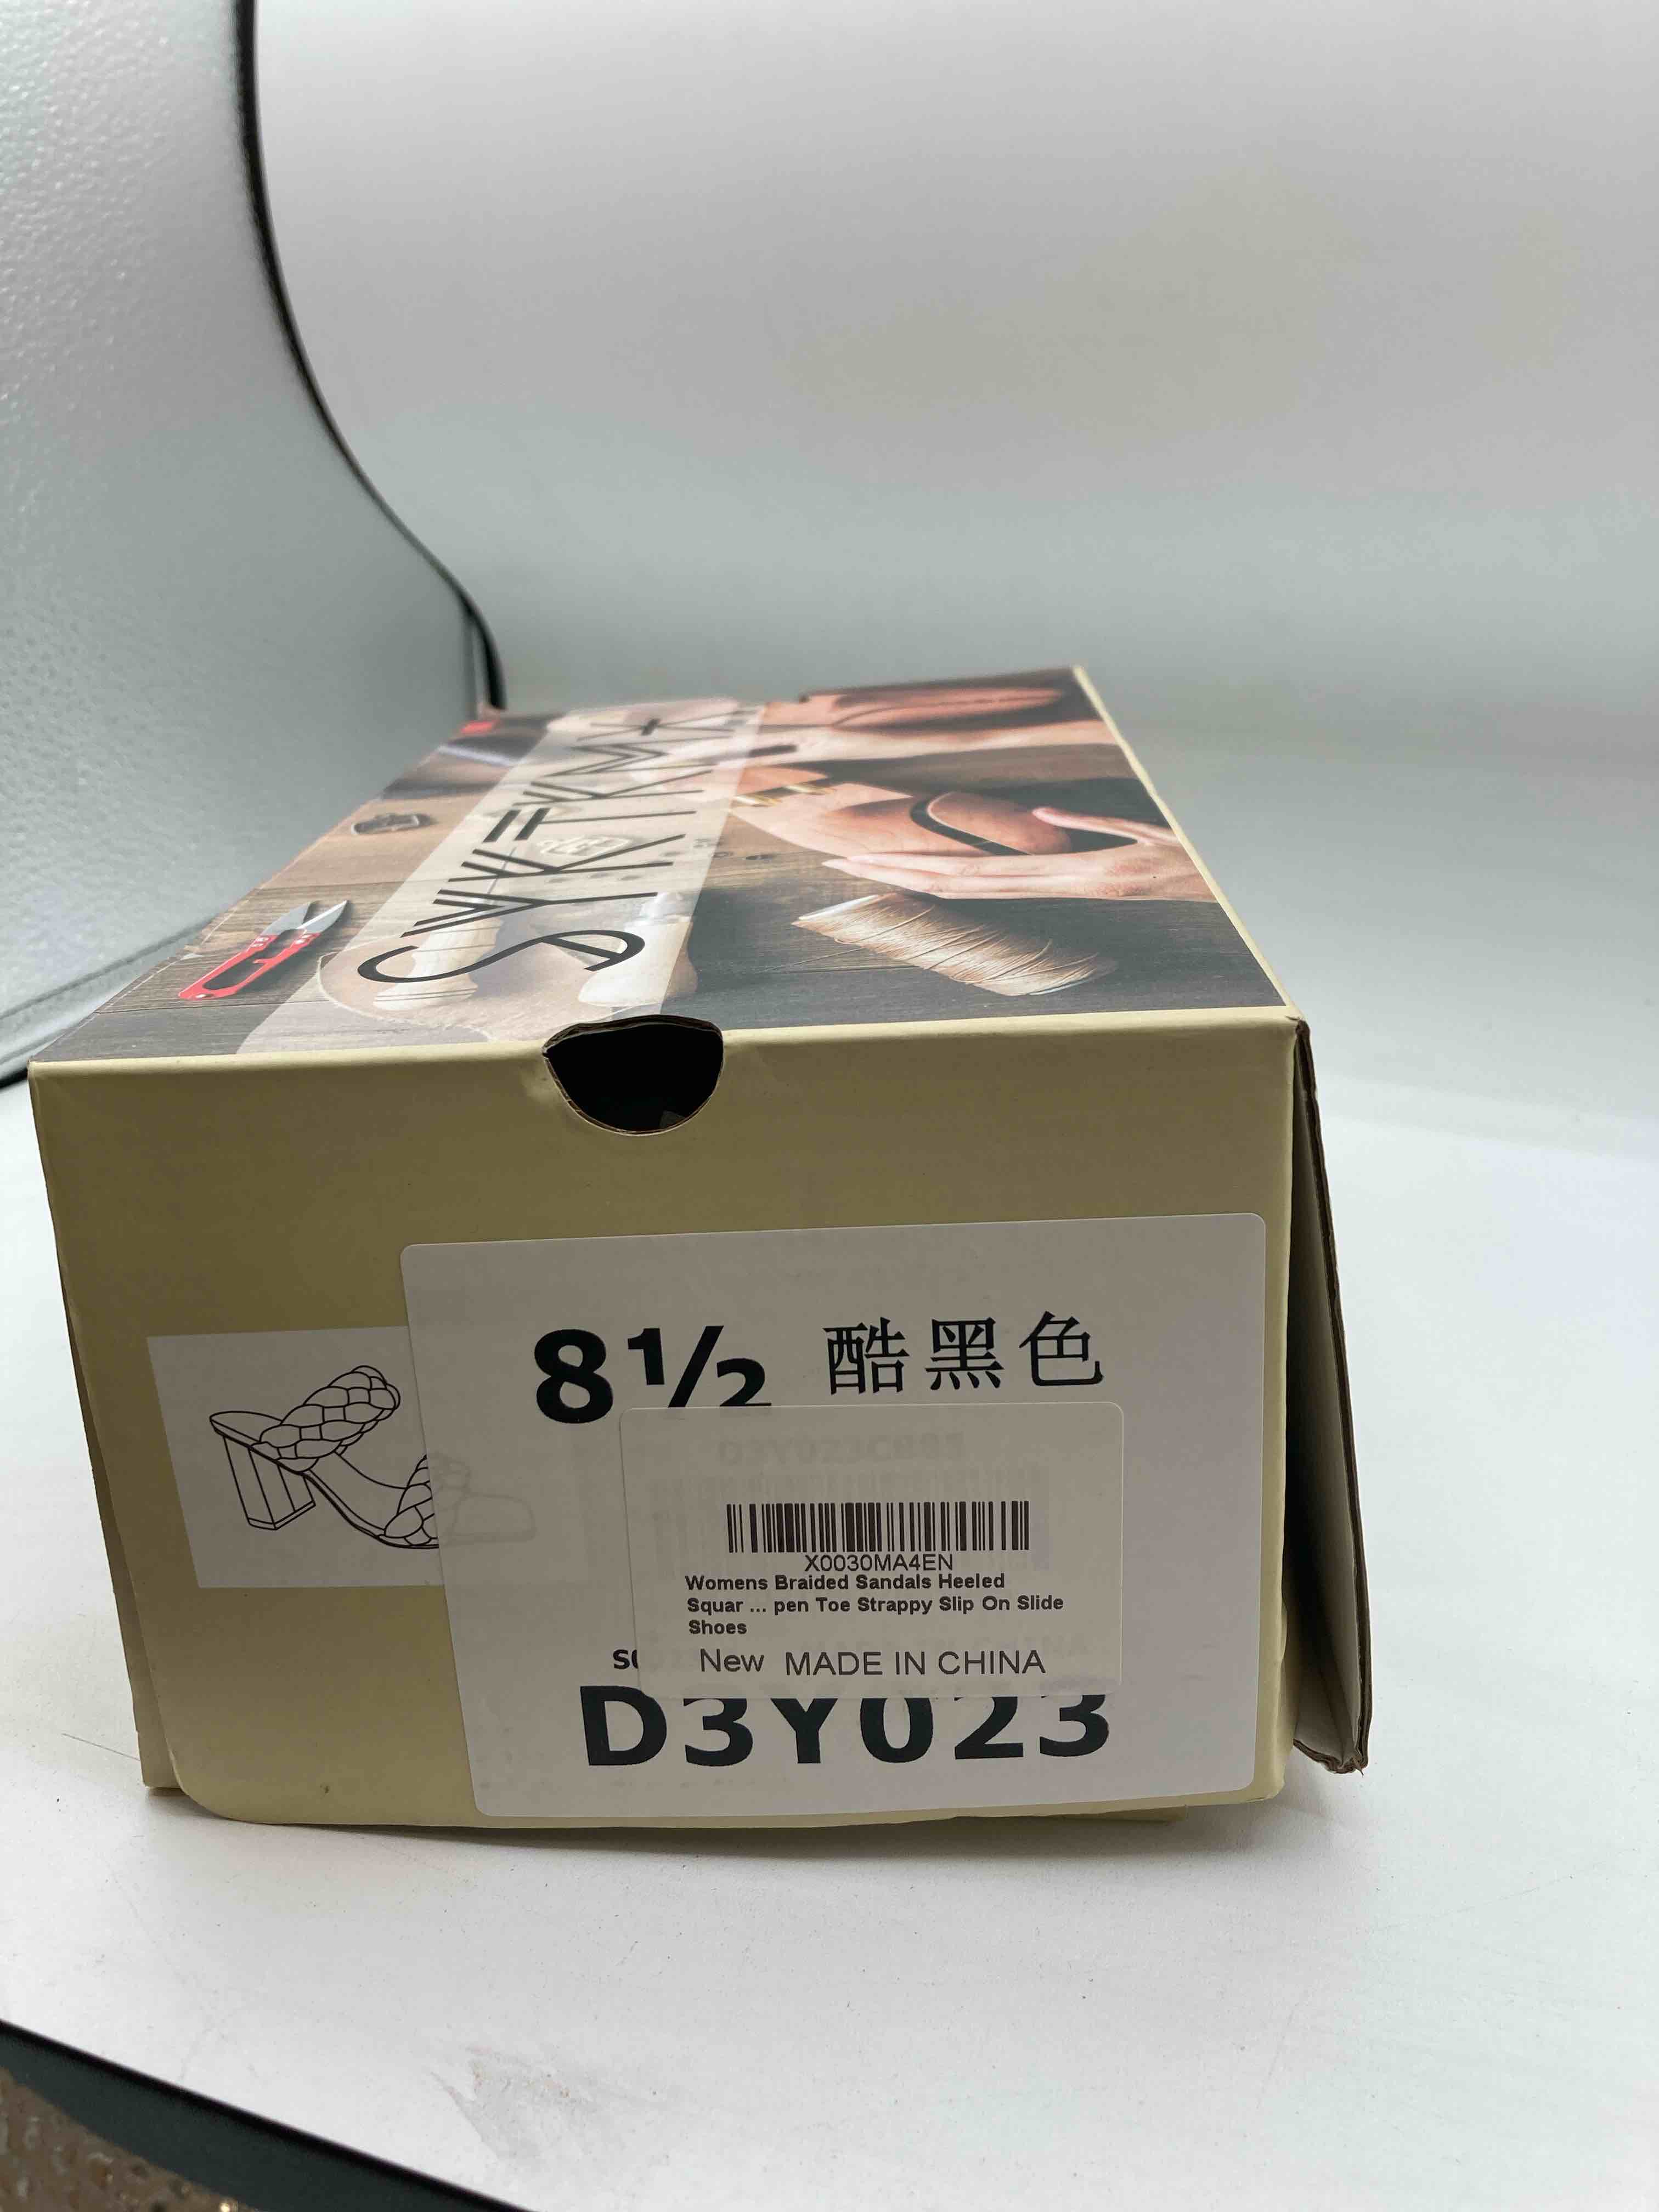 8½ 酷黑色
X0030MA4EN
Womens Braided Sandals Heeled
Squar ... pen Toe Strappy Slip On Slide
Shoes
New MADE IN CHINA
D3Y023